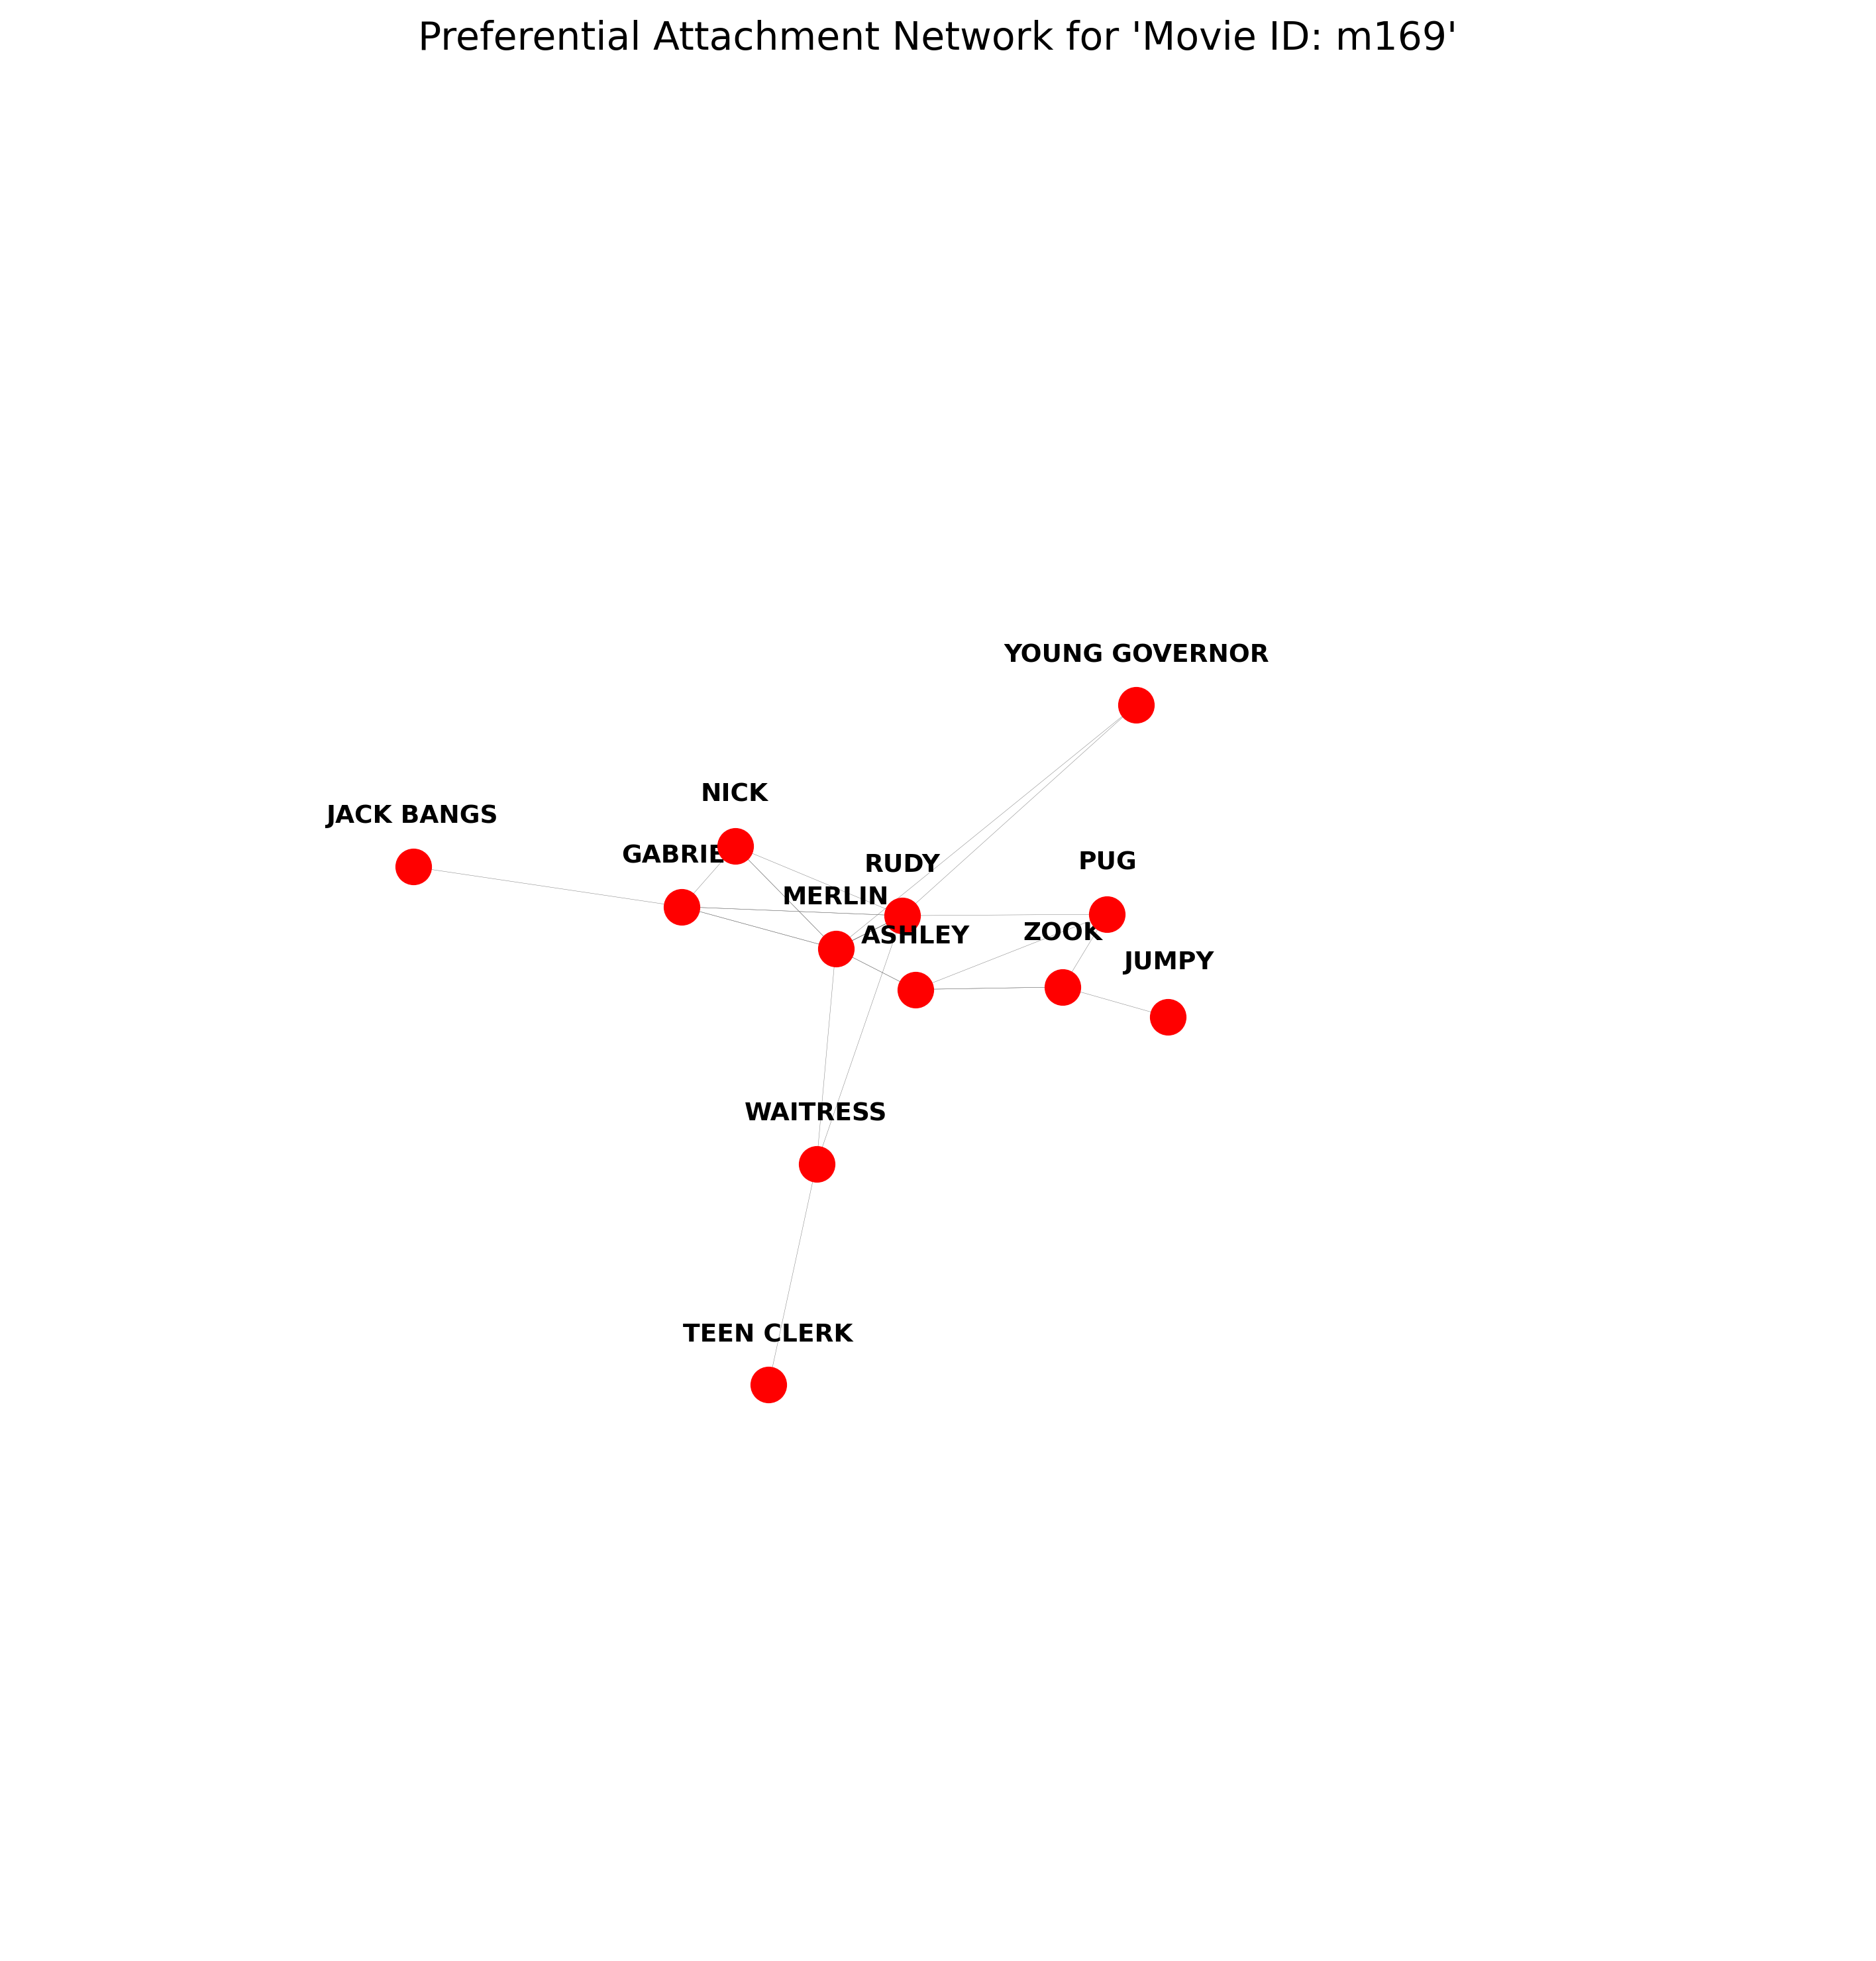 Preferential Attachment Network for 'Movie ID: m169'
YOUNG GOVERNOR
NICK
JACK BANGS
GABRIE
RUDY
PUG
MERLIN
ASHLEY
ZOOK
JUMPY
WAITRESS
TEEN CLERK